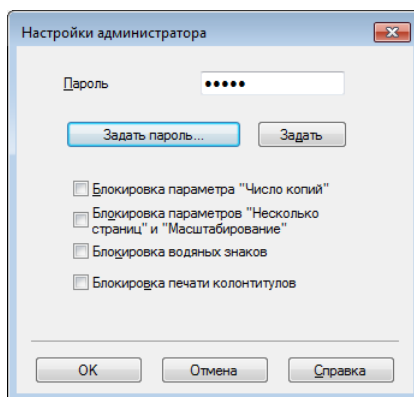 Настройки администратора
Пароль
•••••
Задать пароль... Задать
Блокировка параметра "Число копий"
Блокировка параметров "Несколько
страниц" и "Масштабирование"
Блокировка водяных знаков
Блокировка печати колонтитулов
OK Отмена Справка